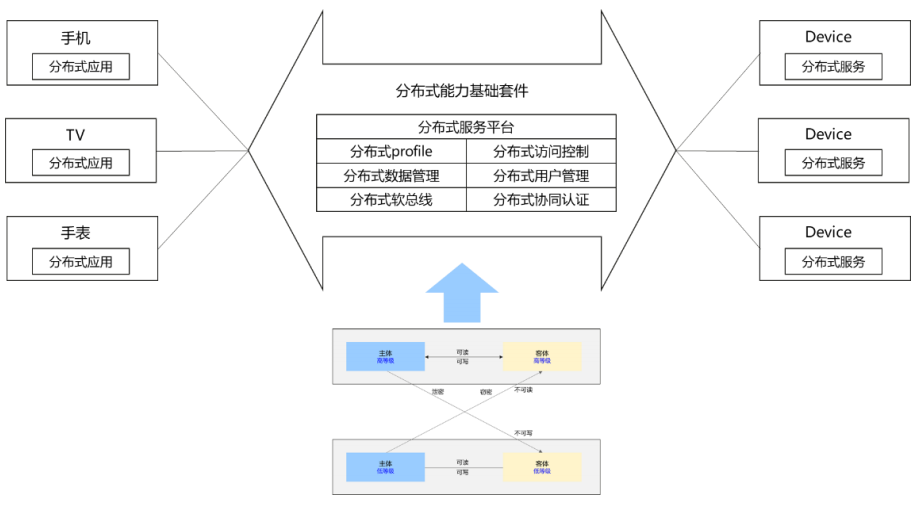 手机
分布式应用
TV
分布式应用
手表
分布式应用
分布式能力基础套件
分布式服务平台
分布式profile
分布式访问控制
分布式数据管理
分布式用户管理
分布式软总线
分布式协同认证
Device
分布式服务
Device
分布式服务
Device
分布式服务
主体
高等级
可读
可写
客体
高等级
泄密
窃密
不可读
不可写
主体
低等级
可读
可写
客体
低等级